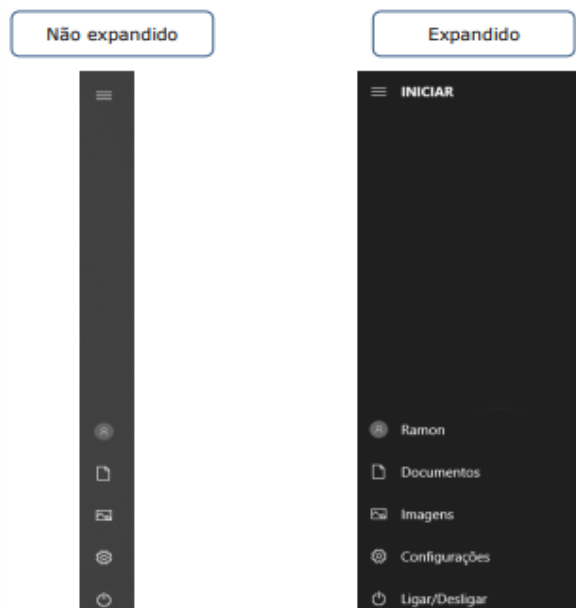 Não expandido
Expandido
INICIAR
Ramon
Documentos
Imagens
Configurações
Ligar/Desligar